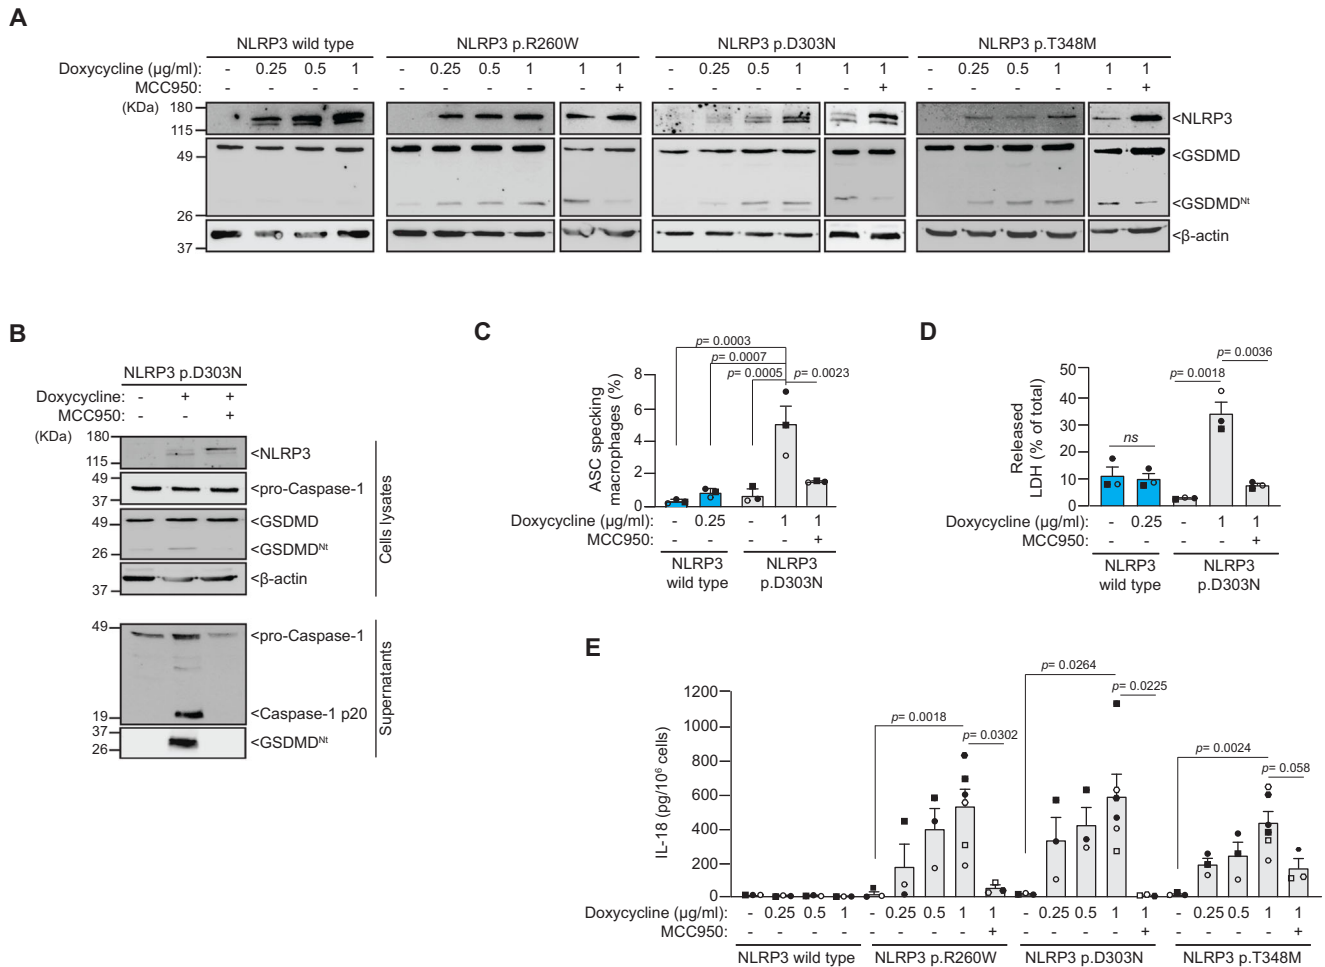 A
NLRP3 wild type NLRP3 p.R260W NLRP3 p.D303N NLRP3 p.T348M
Doxycycline (µg/ml): - 0.25 0.5 1 - 0.25 0.5 1 1 1 - 0.25 0.5 1 1 1 - 0.25 0.5 1 1 1
MCC950: - - - - - - - - - + - - - - - + - - - - - +
(KDa) 180
<NLRP3
115
49
<GSDMD
<GSDMDNt
26
<β-actin
37
B
NLRP3 p.D303N
Doxycycline: - + +
MCC950: - - +
(KDa) 180
<NLRP3
115
49
<pro-Caspase-1
37
49
<GSDMD
<GSDMDNt
26
<β-actin
37
Cells lysates
49
<pro-Caspase-1
<Caspase-1 p20
19
37
<GSDMDNt
26
Supernatants
C
p= 0.0003
p= 0.0007
p= 0.0005 p= 0.0023
ASC specking
macrophages (%)
8
6
4
2
0
Doxycycline (µg/ml): - 0.25 - 1 1
MCC950: - - - - +
NLRP3 NLRP3
wild type p.D303N
D
p= 0.0036
p= 0.0018
ns
Released
LDH (% of total)
50
40
30
20
10
0
Doxycycline (µg/ml): - 0.25 - 1 1
MCC950: - - - - +
NLRP3 NLRP3
wild type p.D303N
E
p= 0.0264
p= 0.0225
p= 0.0018
p= 0.0302
p= 0.0024
p= 0.058
IL-18 (pg/10⁶ cells)
1200
1000
800
600
400
200
0
Doxycycline (µg/ml): - 0.25 0.5 1 - 0.25 0.5 1 1 - 0.25 0.5 1 1 - 0.25 0.5 1 1
MCC950: - - - - - - - - + - - - - + - - - - +
NLRP3 wild type NLRP3 p.R260W NLRP3 p.D303N NLRP3 p.T348M